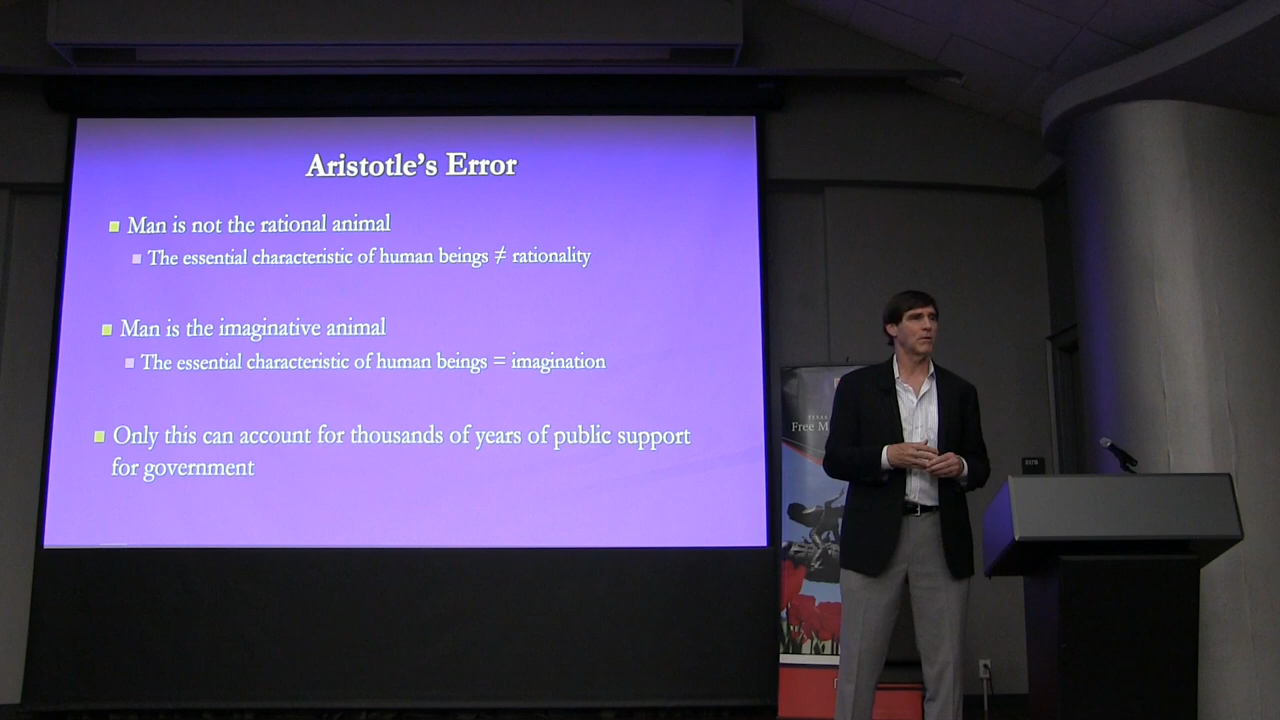 Aristotle's Error
Man is not the rational animal
The essential characteristic of human beings ≠ rationality
Man is the imaginative animal
The essential characteristic of human beings = imagination
Only this can account for thousands of years of public support
for government
TEXAS
Free M